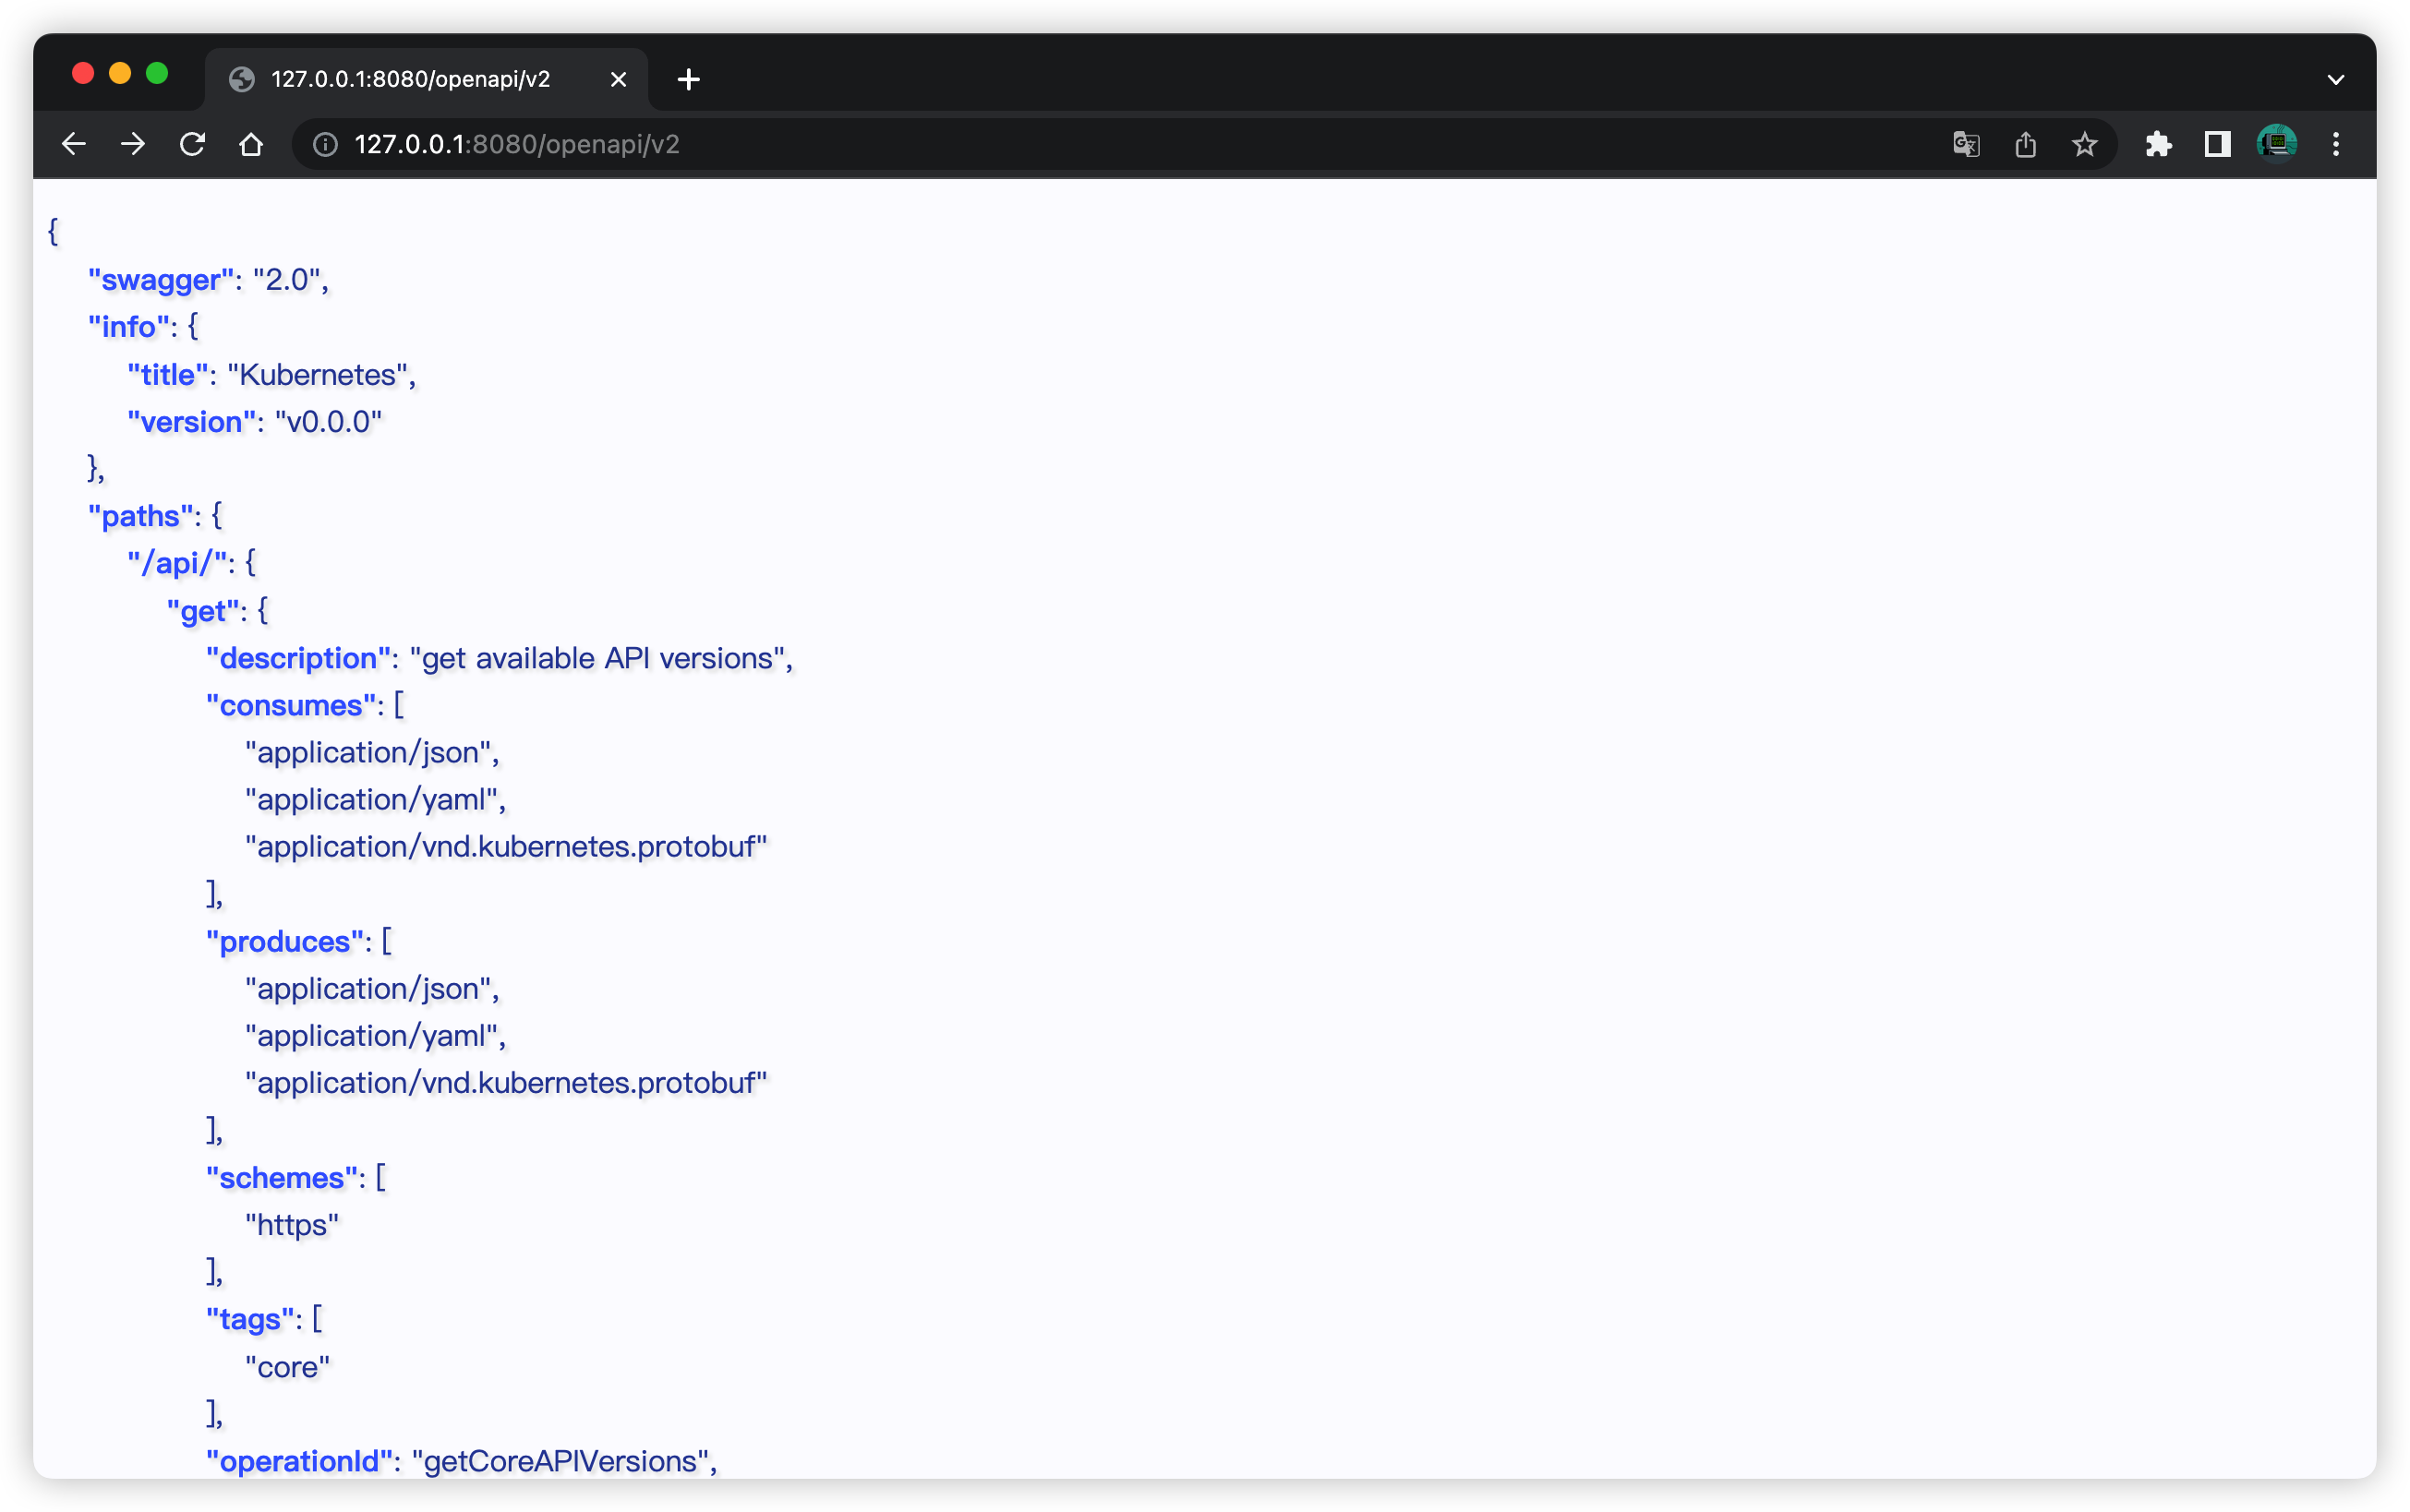 127.0.0.1:8080/openapi/v2
127.0.0.1:8080/openapi/v2
{
"swagger": "2.0",
"info": {
"title": "Kubernetes",
"version": "v0.0.0"
},
"paths": {
"/api/": {
"get": {
"description": "get available API versions",
"consumes": [
"application/json",
"application/yaml",
"application/vnd.kubernetes.protobuf"
],
"produces": [
"application/json",
"application/yaml",
"application/vnd.kubernetes.protobuf"
],
"schemes": [
"https"
],
"tags": [
"core"
],
"operationId": "getCoreAPIVersions",